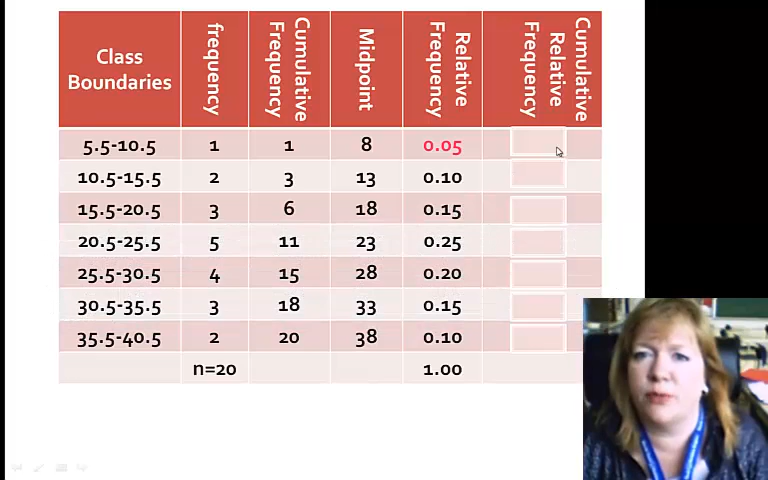 Class Boundaries frequency Cumulative Frequency Midpoint Relative Frequency Cumulative Relative Frequency
5.5-10.5 1 1 8 0.05
10.5-15.5 2 3 13 0.10
15.5-20.5 3 6 18 0.15
20.5-25.5 5 11 23 0.25
25.5-30.5 4 15 28 0.20
30.5-35.5 3 18 33 0.15
35.5-40.5 2 20 38 0.10
n=20 1.00